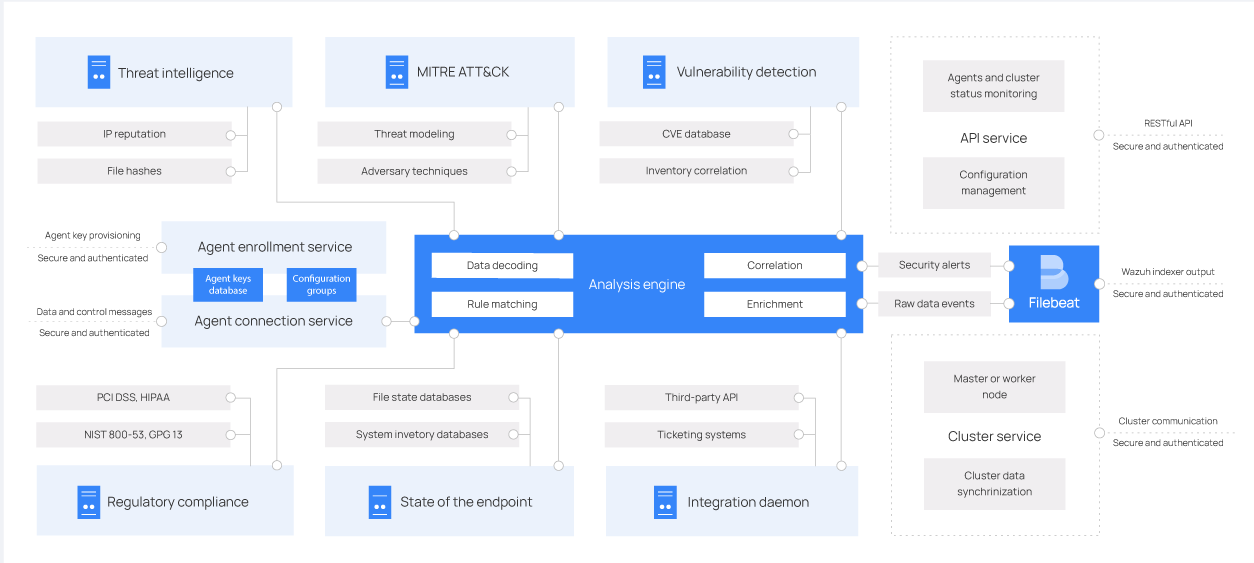 Threat intelligence
IP reputation
File hashes
MITRE ATT&CK
Threat modeling
Adversary techniques
Vulnerability detection
CVE database
Inventory correlation
Agents and cluster
status monitoring
API service
Configuration
management
RESTful API
Secure and authenticated
Agent key provisioning
Secure and authenticated
Agent enrollment service
Agent keys
database
Configuration
groups
Data and control messages
Secure and authenticated
Agent connection service
Data decoding
Rule matching
Analysis engine
Correlation
Enrichment
Security alerts
Raw data events
Filebeat
Wazuh indexer output
Secure and authenticated
PCI DSS, HIPAA
NIST 800-53, GPG 13
Regulatory compliance
File state databases
System invetory databases
State of the endpoint
Third-party API
Ticketing systems
Integration daemon
Master or worker
node
Cluster service
Cluster data
synchrinization
Cluster communication
Secure and authenticated